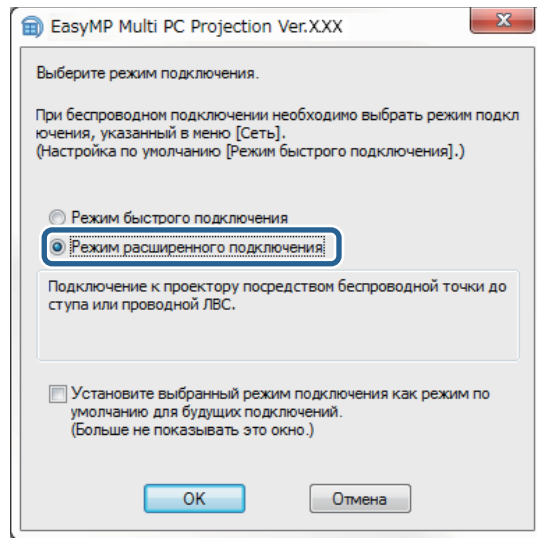 EasyMP Multi PC Projection Ver.XXX
Выберите режим подключения.
При беспроводном подключении необходимо выбрать режим подкл
ючения, указанный в меню [Сеть].
(Настройка по умолчанию [Режим быстрого подключения].)
Режим быстрого подключения
Режим расширенного подключения
Подключение к проектору посредством беспроводной точки до
ступа или проводной ЛВС.
Установите выбранный режим подключения как режим по
умолчанию для будущих подключений.
(Больше не показывать это окно.)
OK
Отмена